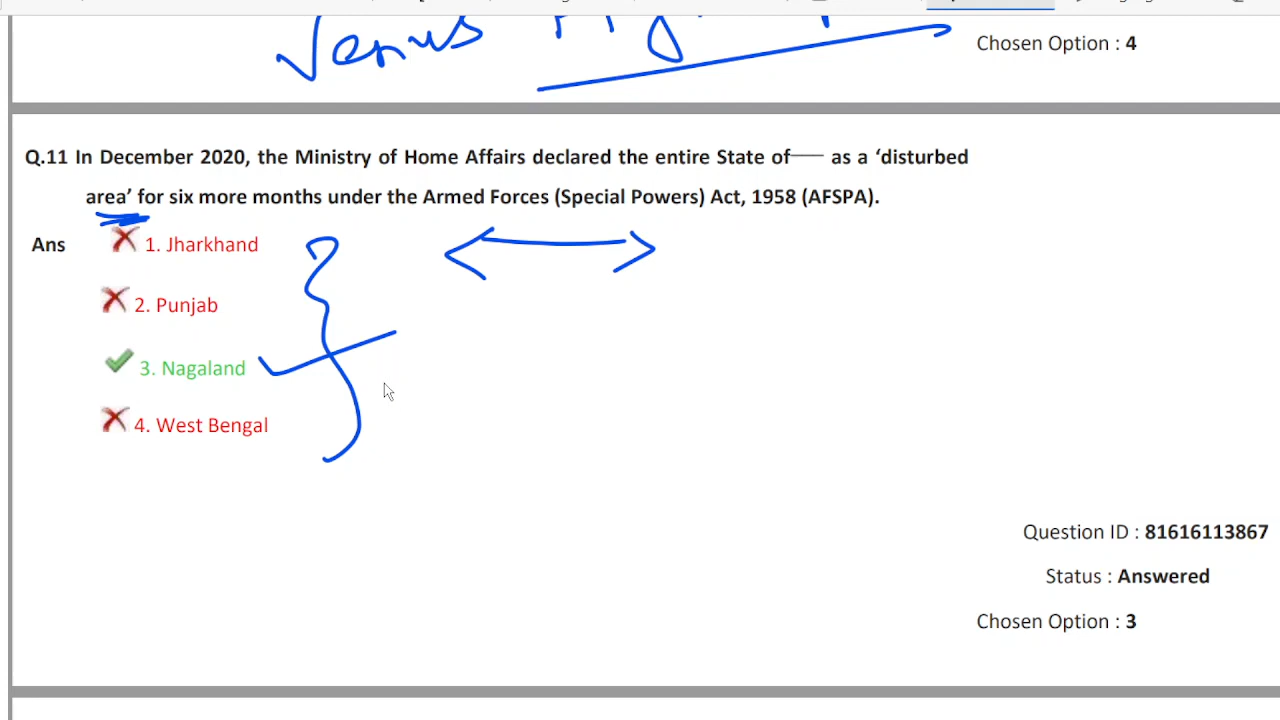 Venus
Chosen Option : 4
Q.11 In December 2020, the Ministry of Home Affairs declared the entire State of── as a ‘disturbed
area’ for six more months under the Armed Forces (Special Powers) Act, 1958 (AFSPA).
Ans 1. Jharkhand
2. Punjab
3. Nagaland
4. West Bengal
Question ID : 81616113867
Status : Answered
Chosen Option : 3